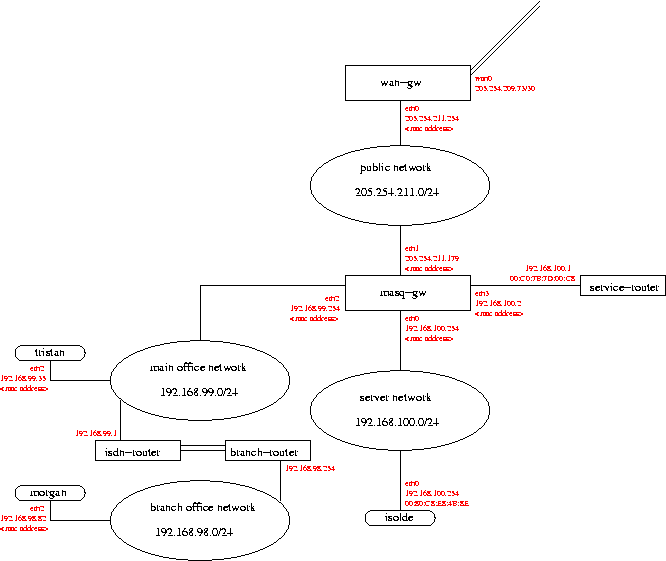 wan-gw
wan0
205.254.209.73/30
eth0
205.254.211.254
<mac address>
public network
205.254.211.0/24
eth1
205.254.211.179
<mac address>
192.168.100.1
00:C0:7B:7D:00:C8
service-router
masq-gw
eth2
192.168.99.254
<mac address>
eth3
192.168.100.2
<mac address>
eth0
192.168.100.254
<mac address>
tristan
eth2
192.168.99.35
<mac address>
main office network
192.168.99.0/24
server network
192.168.100.0/24
192.168.99.1
isdn-router
branch-router
192.168.98.254
morgan
eth2
192.168.98.82
<mac address>
branch office network
192.168.98.0/24
eth0
192.168.100.254
00:80:C8:E8:4B:8E
isolde